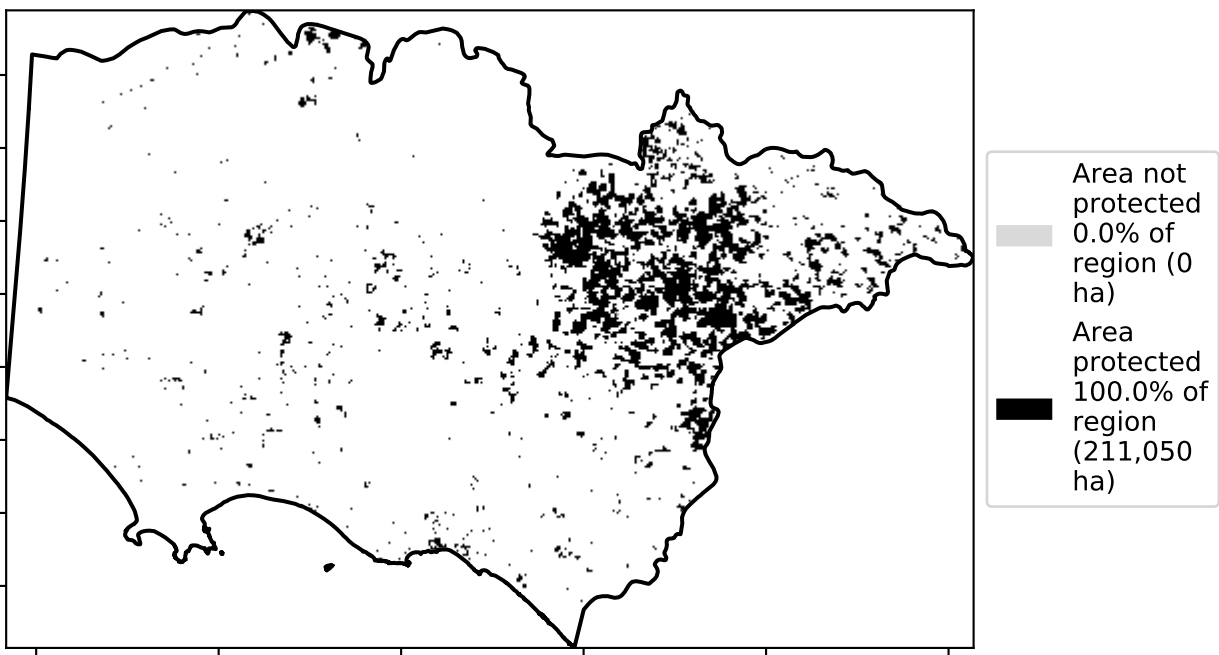 Area not
protected
0.0% of
region (0
ha)
Area
protected
100.0% of
region
(211,050
ha)